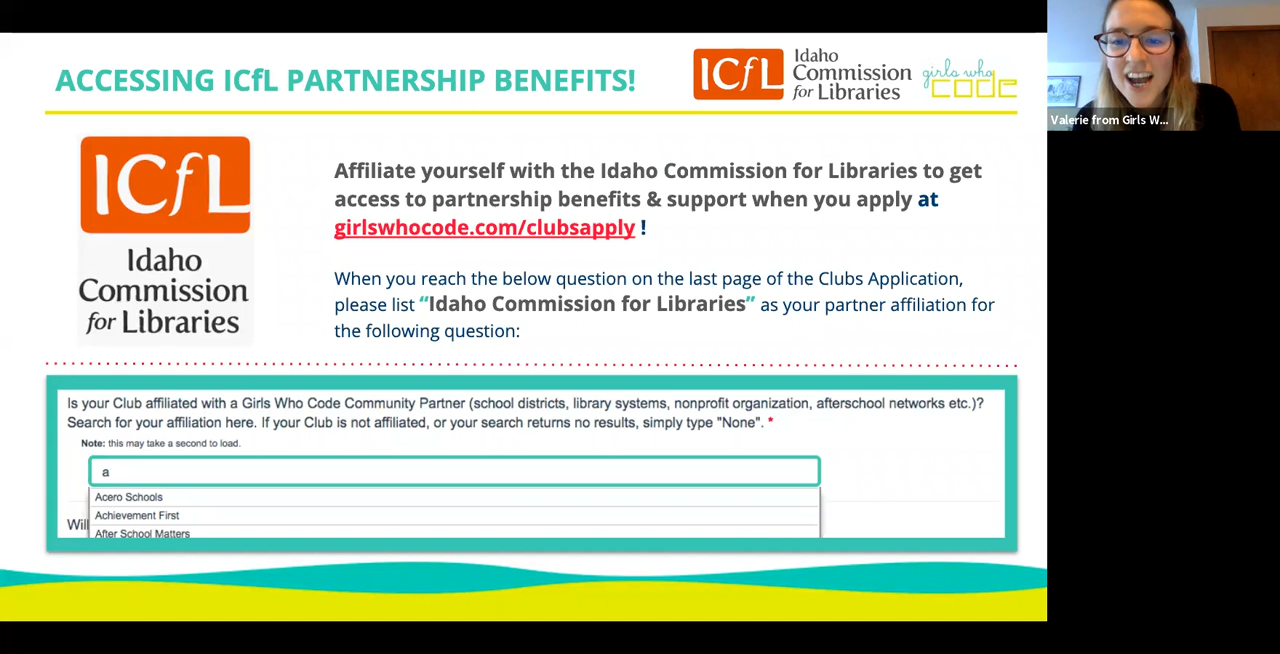 ACCESSING ICfL PARTNERSHIP BENEFITS!
ICfL
Idaho
Commission
for Libraries
girls who
code
Valerie from Girls W...
ICfL
Idaho
Commission
for Libraries
Affiliate yourself with the Idaho Commission for Libraries to get
access to partnership benefits & support when you apply at
girlswhocode.com/clubsapply !
When you reach the below question on the last page of the Clubs Application,
please list “Idaho Commission for Libraries” as your partner affiliation for
the following question:
Is your Club affiliated with a Girls Who Code Community Partner (school districts, library systems, nonprofit organization, afterschool networks etc.)?
Search for your affiliation here. If your Club is not affiliated, or your search returns no results, simply type "None". *
Note: this may take a second to load.
a
Acero Schools
Achievement First
Will
After School Matters